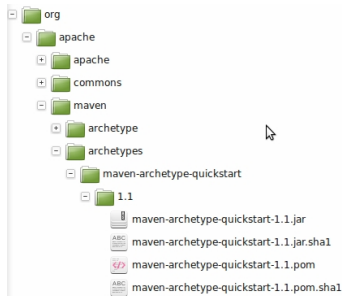 org
apache
apache
commons
maven
archetype
archetypes
maven-archetype-quickstart
1.1
maven-archetype-quickstart-1.1.jar
ABC
maven-archetype-quickstart-1.1.jar.sha1
maven-archetype-quickstart-1.1.pom
ABC
maven-archetype-quickstart-1.1.pom.sha1